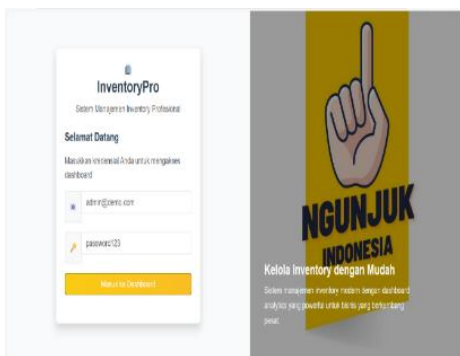 InventoryPro
Sistem Manajemen Inventory Profesional
Selamat Datang
Masukkan kredensial Anda untuk mengakses
dashboard
admin@demo.com
password123
Masuk ke Dashboard
NGUNJUK
INDONESIA
Kelola Inventory dengan Mudah
Sistem manajemen inventory modern dengan dashboard
analytics yang powerful untuk bisnis yang berkembang
pesat